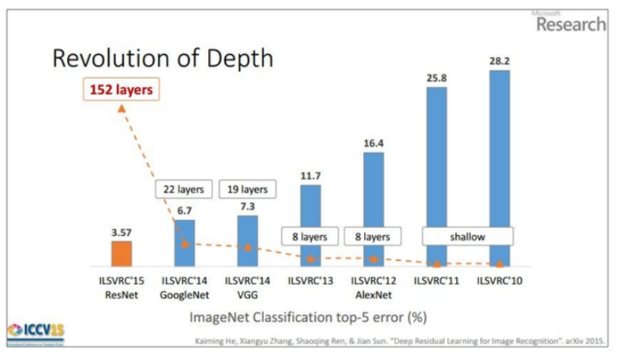 Microsoft
Research
Revolution of Depth
28.2
25.8
152 layers
16.4
11.7
22 layers
19 layers
6.7
7.3
3.57
8 layers
8 layers
shallow
ILSVRC'15
ResNet
ILSVRC'14
GoogleNet
ILSVRC'14
VGG
ILSVRC'13
ILSVRC'12
AlexNet
ILSVRC'11
ILSVRC'10
ImageNet Classification top-5 error (%)
ICCV15
Kaiming He, Xiangyu Zhang, Shaoqing Ren, & Jian Sun. "Deep Residual Learning for Image Recognition". arXiv 2015.